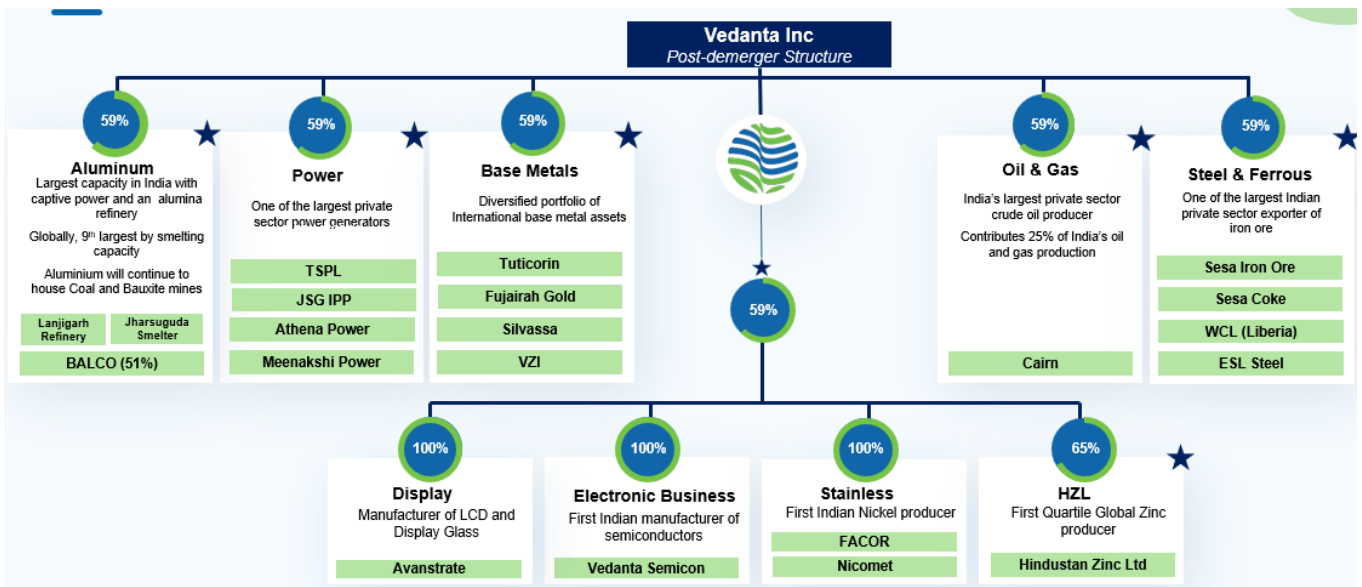 Vedanta Inc
Post-demerger Structure
59%
Aluminum
Largest capacity in India with
captive power and an alumina
refinery
Globally, 9th largest by smelting
capacity
Aluminium will continue to
house Coal and Bauxite mines
Lanjigarh
Refinery
Jharsuguda
Smelter
BALCO (51%)
59%
Power
One of the largest private
sector power generators
TSPL
JSG IPP
Athena Power
Meenakshi Power
59%
Base Metals
Diversified portfolio of
International base metal assets
Tuticorin
Fujairah Gold
Silvassa
VZI
59%
59%
Oil & Gas
India's largest private sector
crude oil producer
Contributes 25% of India's oil
and gas production
Cairn
59%
Steel & Ferrous
One of the largest Indian
private sector exporter of
iron ore
Sesa Iron Ore
Sesa Coke
WCL (Liberia)
ESL Steel
100%
Display
Manufacturer of LCD and
Display Glass
Avanstrate
100%
Electronic Business
First Indian manufacturer of
semiconductors
Vedanta Semicon
100%
Stainless
First Indian Nickel producer
FACOR
Nicomet
65%
HZL
First Quartile Global Zinc
producer
Hindustan Zinc Ltd